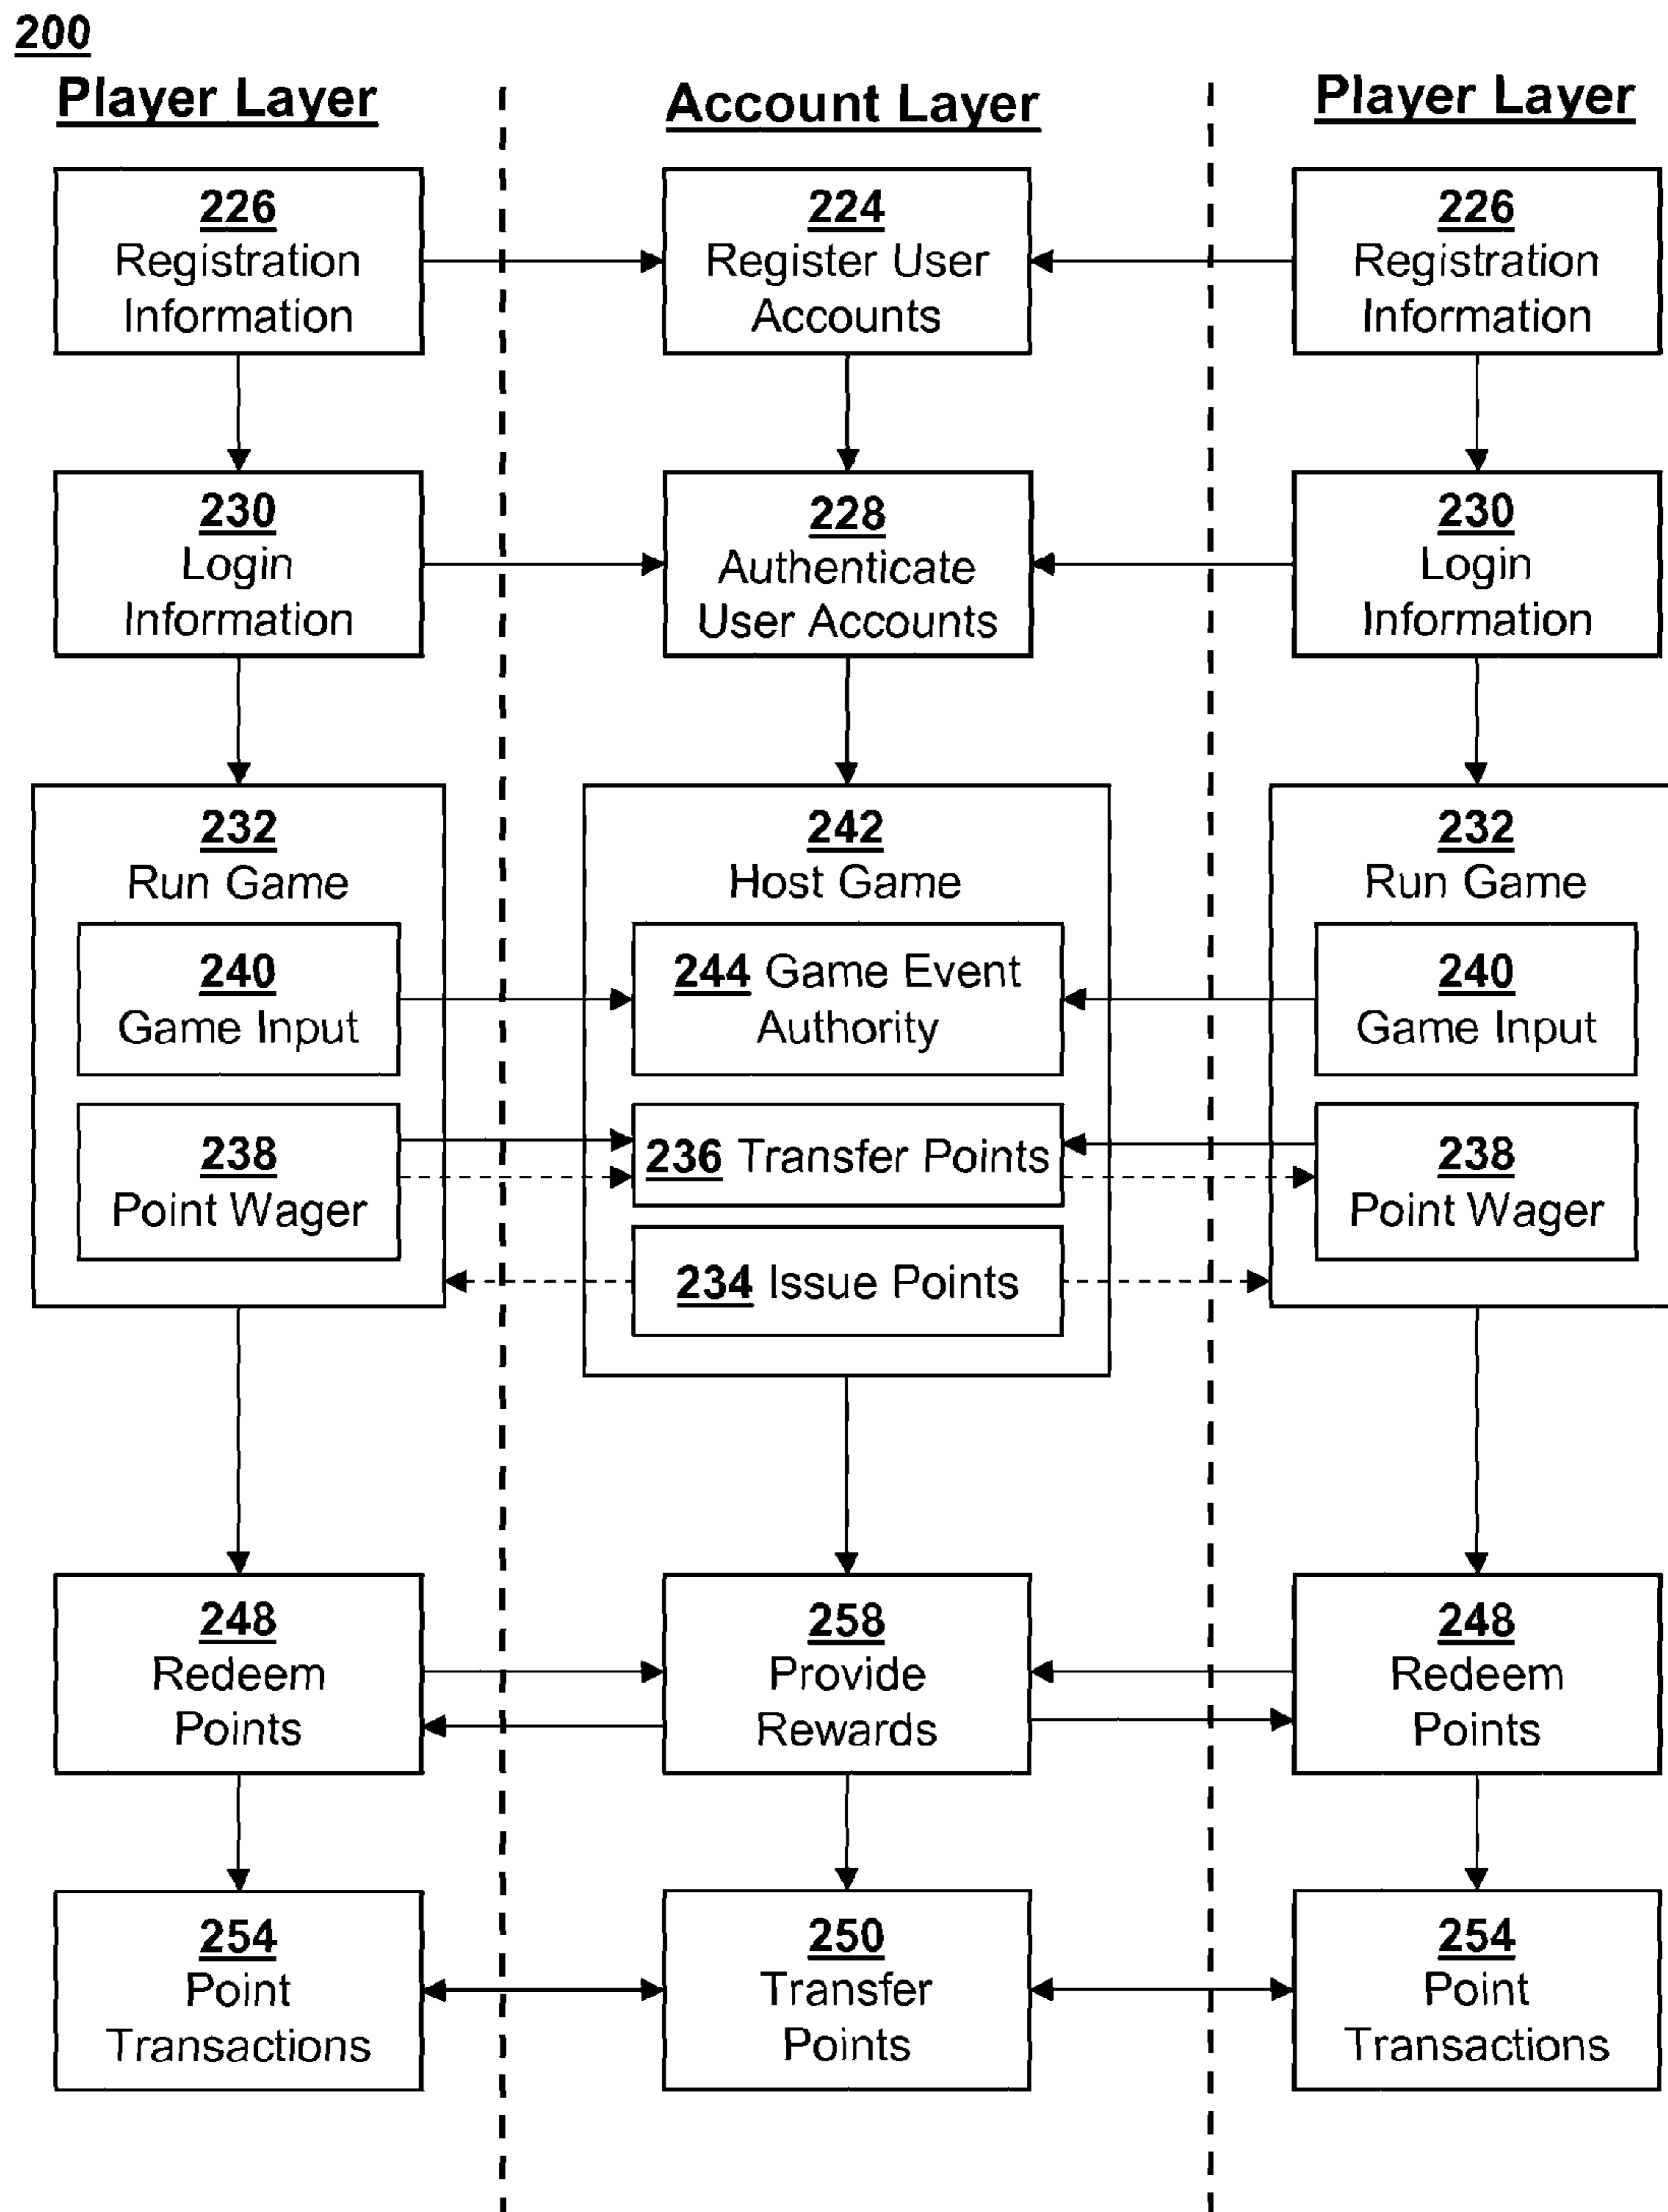 200
Player Layer
Account Layer
Player Layer
226
Registration
Information
224
Register User
Accounts
226
Registration
Information
230
Login
Information
228
Authenticate
User Accounts
230
Login
Information
232
Run Game
240
Game Input
238
Point Wager
242
Host Game
244 Game Event
Authority
236 Transfer Points
234 Issue Points
232
Run Game
240
Game Input
238
Point Wager
248
Redeem
Points
258
Provide
Rewards
248
Redeem
Points
254
Point
Transactions
250
Transfer
Points
254
Point
Transactions